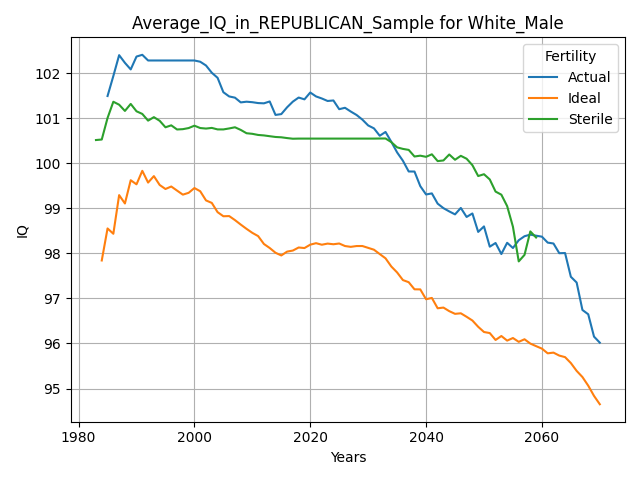 Average_IQ_in_REPUBLICAN_Sample for White_Male
Fertility
Actual
Ideal
Sterile
IQ
102
101
100
99
98
97
96
95
1980
2000
2020
2040
2060
Years